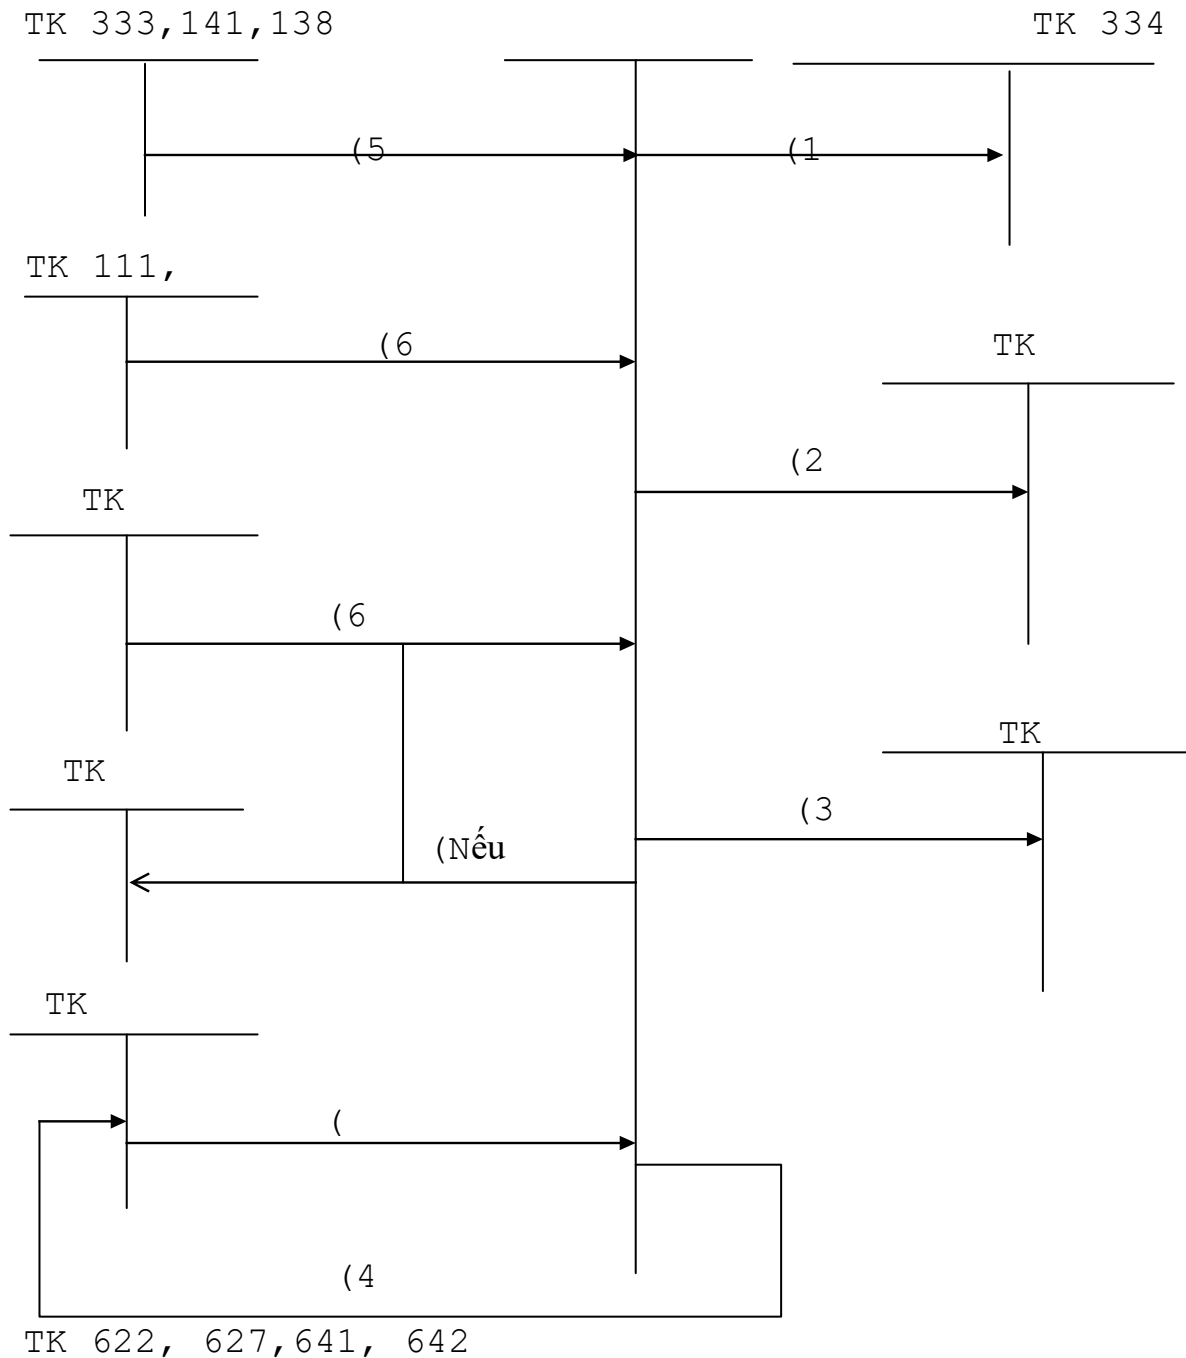 TK 333,141,138 TK 334
(5 (1
TK 111,
(6
TK
(2
TK
(6
TK
TK
(3
(Nếu
TK
(
(4
TK 622, 627,641, 642